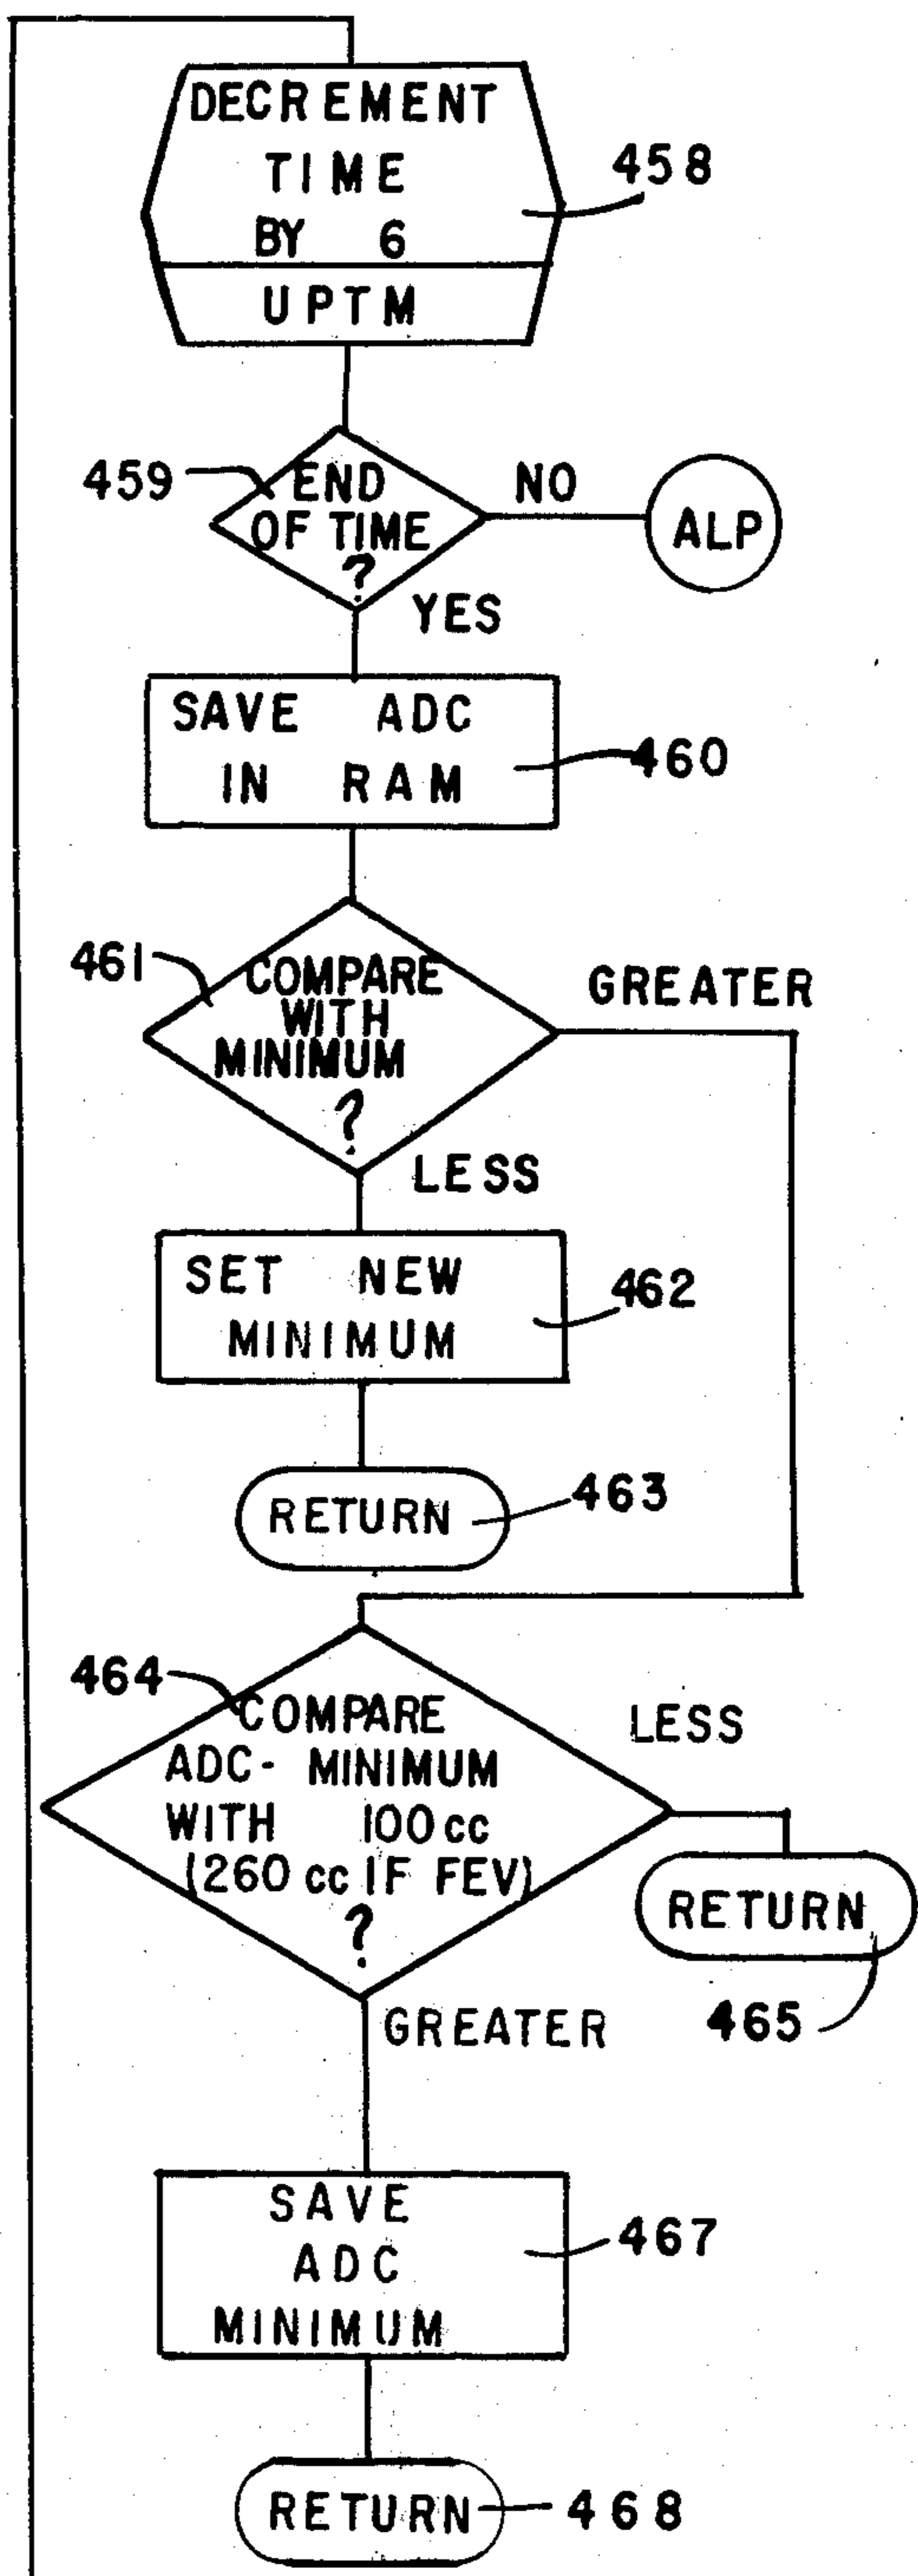 DECREMENT
TIME
BY 6
UPTM
458
459
END
OF TIME
?
NO
ALP
YES
SAVE ADC
IN RAM
460
461
COMPARE
WITH
MINIMUM
?
GREATER
LESS
SET NEW
MINIMUM
462
RETURN
463
464
COMPARE
ADC- MINIMUM
WITH 100 cc
(260 cc IF FEV)
?
LESS
RETURN
465
GREATER
SAVE
ADC
MINIMUM
467
RETURN
468